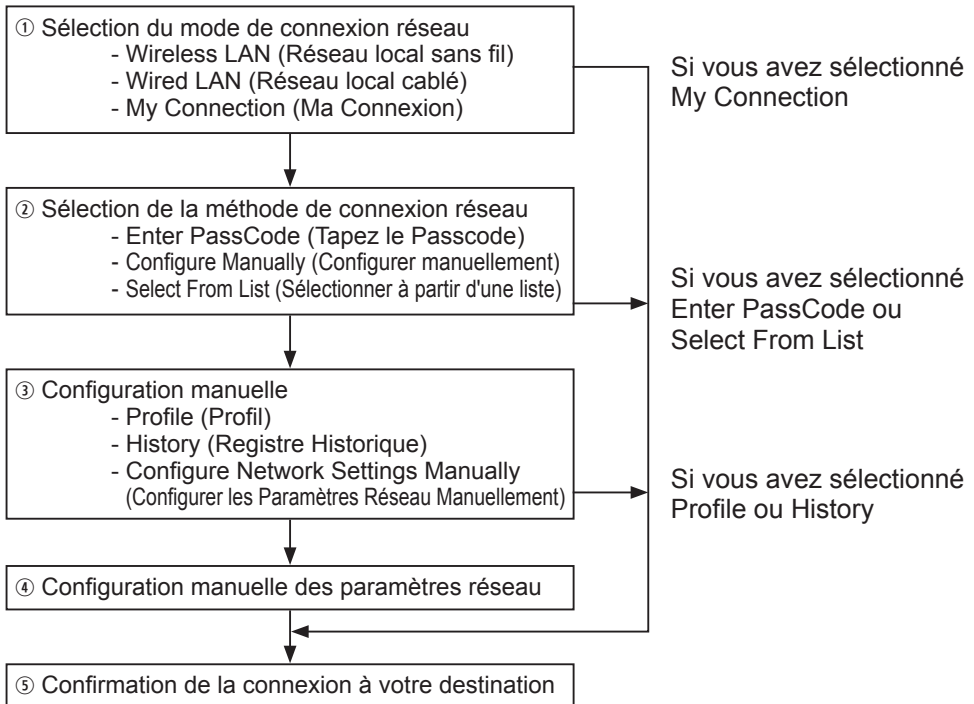 ① Sélection du mode de connexion réseau
- Wireless LAN (Réseau local sans fil)
- Wired LAN (Réseau local cablé)
- My Connection (Ma Connexion)
Si vous avez sélectionné
My Connection
② Sélection de la méthode de connexion réseau
- Enter PassCode (Tapez le Passcode)
- Configure Manually (Configurer manuellement)
- Select From List (Sélectionner à partir d'une liste)
Si vous avez sélectionné
Enter PassCode ou
Select From List
③ Configuration manuelle
- Profile (Profil)
- History (Registre Historique)
- Configure Network Settings Manually
(Configurer les Paramètres Réseau Manuellement)
Si vous avez sélectionné
Profile ou History
④ Configuration manuelle des paramètres réseau
⑤ Confirmation de la connexion à votre destination